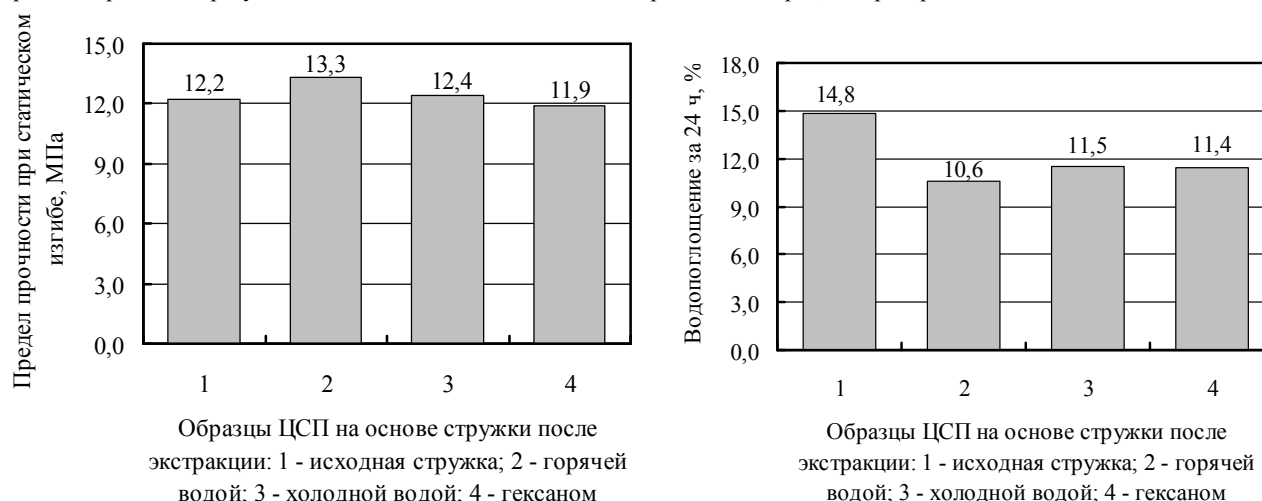 Предел прочности при статическом
изгибе, МПа
15,0
12,0
9,0
6,0
3,0
0,0
12,2
13,3
12,4
11,9
1 2 3 4
Образцы ЦСП на основе стружки после
экстракции: 1 - исходная стружка; 2 - горячей
водой; 3 - холодной водой; 4 - гексаном
Водопоглощение за 24 ч, %
18,0
15,0
12,0
9,0
6,0
3,0
0,0
14,8
10,6
11,5
11,4
1 2 3 4
Образцы ЦСП на основе стружки после
экстракции: 1 - исходная стружка; 2 - горячей
водой; 3 - холодной водой; 4 - гексаном